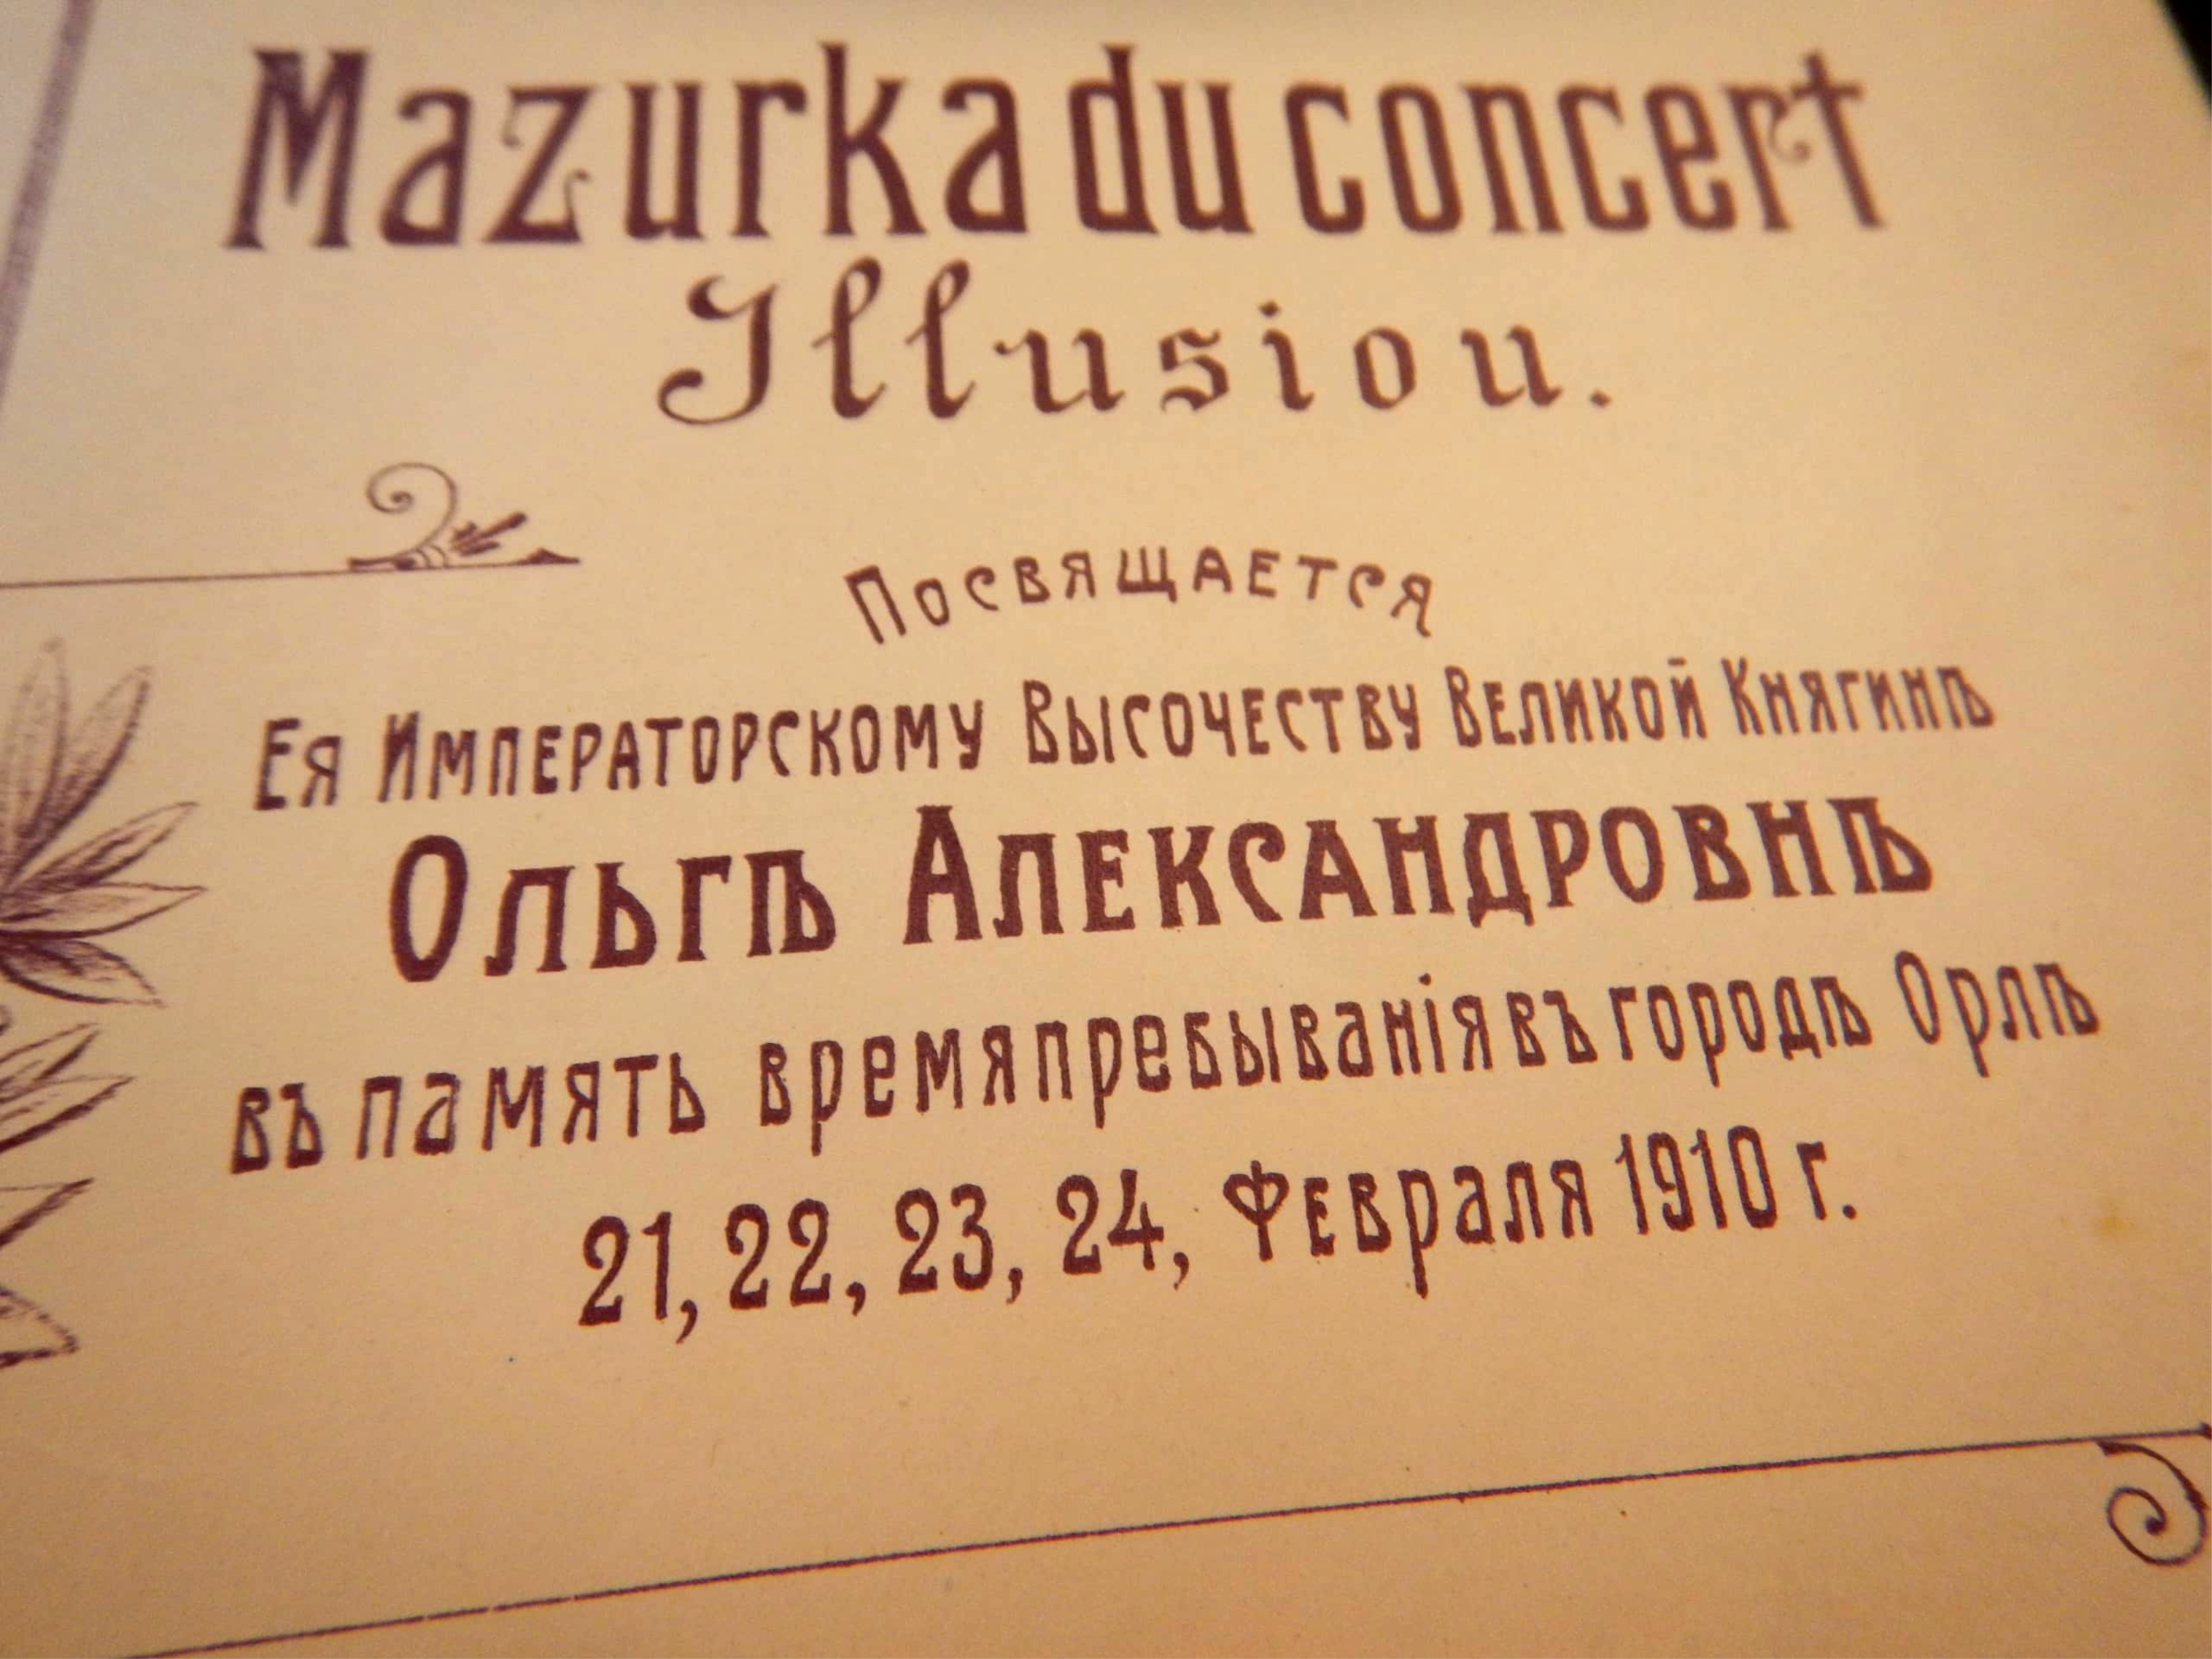 Mazurka du concert
Illusion.
Посвящается
Ея Императорскому Высочеству Великой Княгинѣ
Ольгѣ Александровнѣ
въ память времяпребыванія въ городѣ Орлѣ
21, 22, 23, 24, Февраля 1910 г.